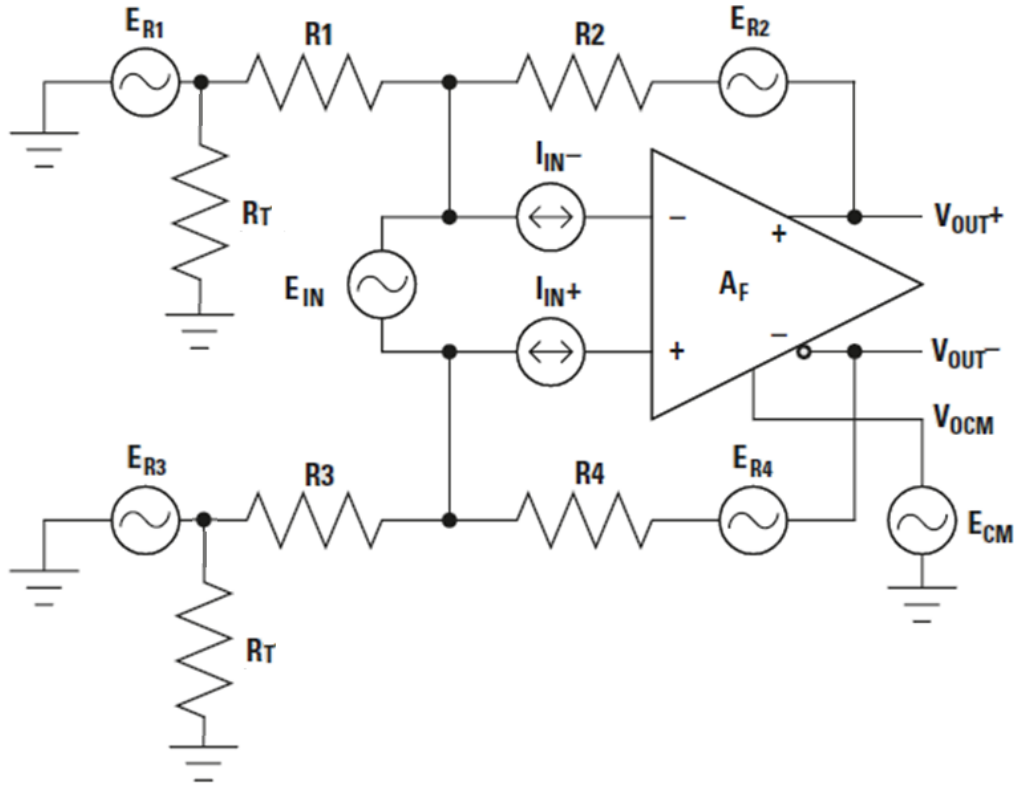 ER1
R1
R2
ER2
RT
IIN–
–
+
VOUT+
EIN
AF
IIN+
+
–
VOUT–
VOCM
ER3
R3
R4
ER4
ECM
RT